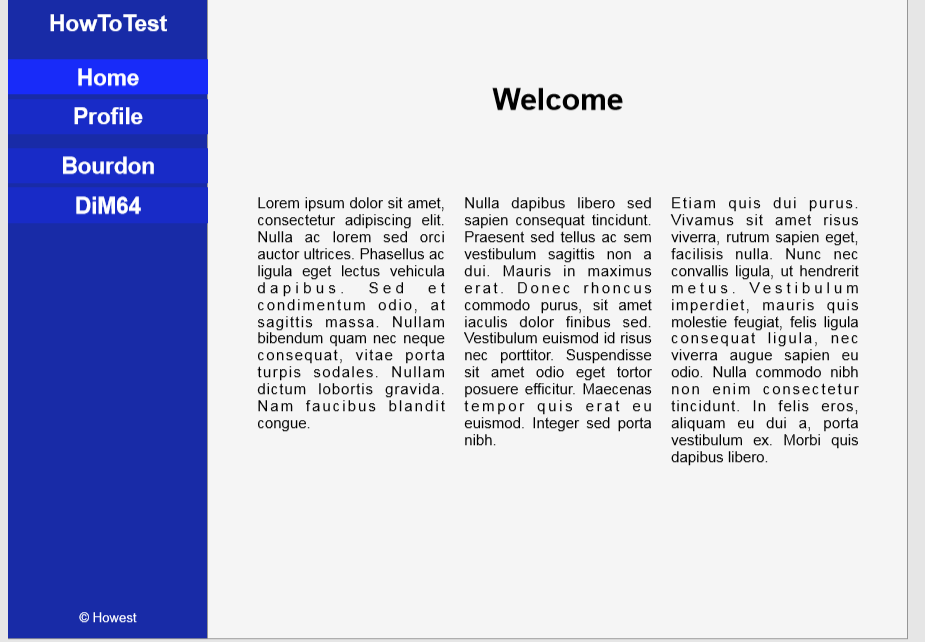 HowToTest
Home
Profile
Bourdon
DiM64
© Howest
Welcome
Lorem ipsum dolor sit amet,
consectetur adipiscing elit.
Nulla ac lorem sed orci
auctor ultrices. Phasellus ac
ligula eget lectus vehicula
dapibus. Sed et
condimentum odio, at
sagittis massa. Nullam
bibendum quam nec neque
consequat, vitae porta
turpis sodales. Nullam
dictum lobortis gravida.
Nam faucibus blandit
congue.
Nulla dapibus libero sed
sapien consequat tincidunt.
Praesent sed tellus ac sem
vestibulum sagittis non a
dui. Mauris in maximus
erat. Donec rhoncus
commodo purus, sit amet
iaculis dolor finibus sed.
Vestibulum euismod id risus
nec porttitor. Suspendisse
sit amet odio eget tortor
posuere efficitur. Maecenas
tempor quis erat eu
euismod. Integer sed porta
nibh.
Etiam quis dui purus.
Vivamus sit amet risus
viverra, rutrum sapien eget,
facilisis nulla. Nunc nec
convallis ligula, ut hendrerit
metus. Vestibulum
imperdiet, mauris quis
molestie feugiat, felis ligula
consequat ligula, nec
viverra augue sapien eu
odio. Nulla commodo nibh
non enim consectetur
tincidunt. In felis eros,
aliquam eu dui a, porta
vestibulum ex. Morbi quis
dapibus libero.